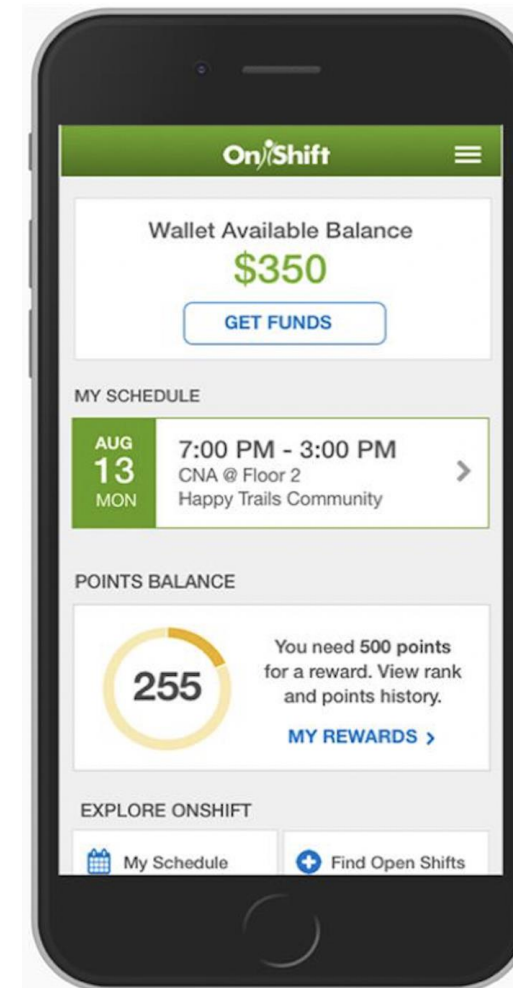 OnShift
Wallet Available Balance
$350
GET FUNDS
MY SCHEDULE
AUG
13
MON
7:00 PM - 3:00 PM
CNA @ Floor 2
Happy Trails Community
POINTS BALANCE
255
You need 500 points
for a reward. View rank
and points history.
MY REWARDS >
EXPLORE ONSHIFT
My Schedule
Find Open Shifts